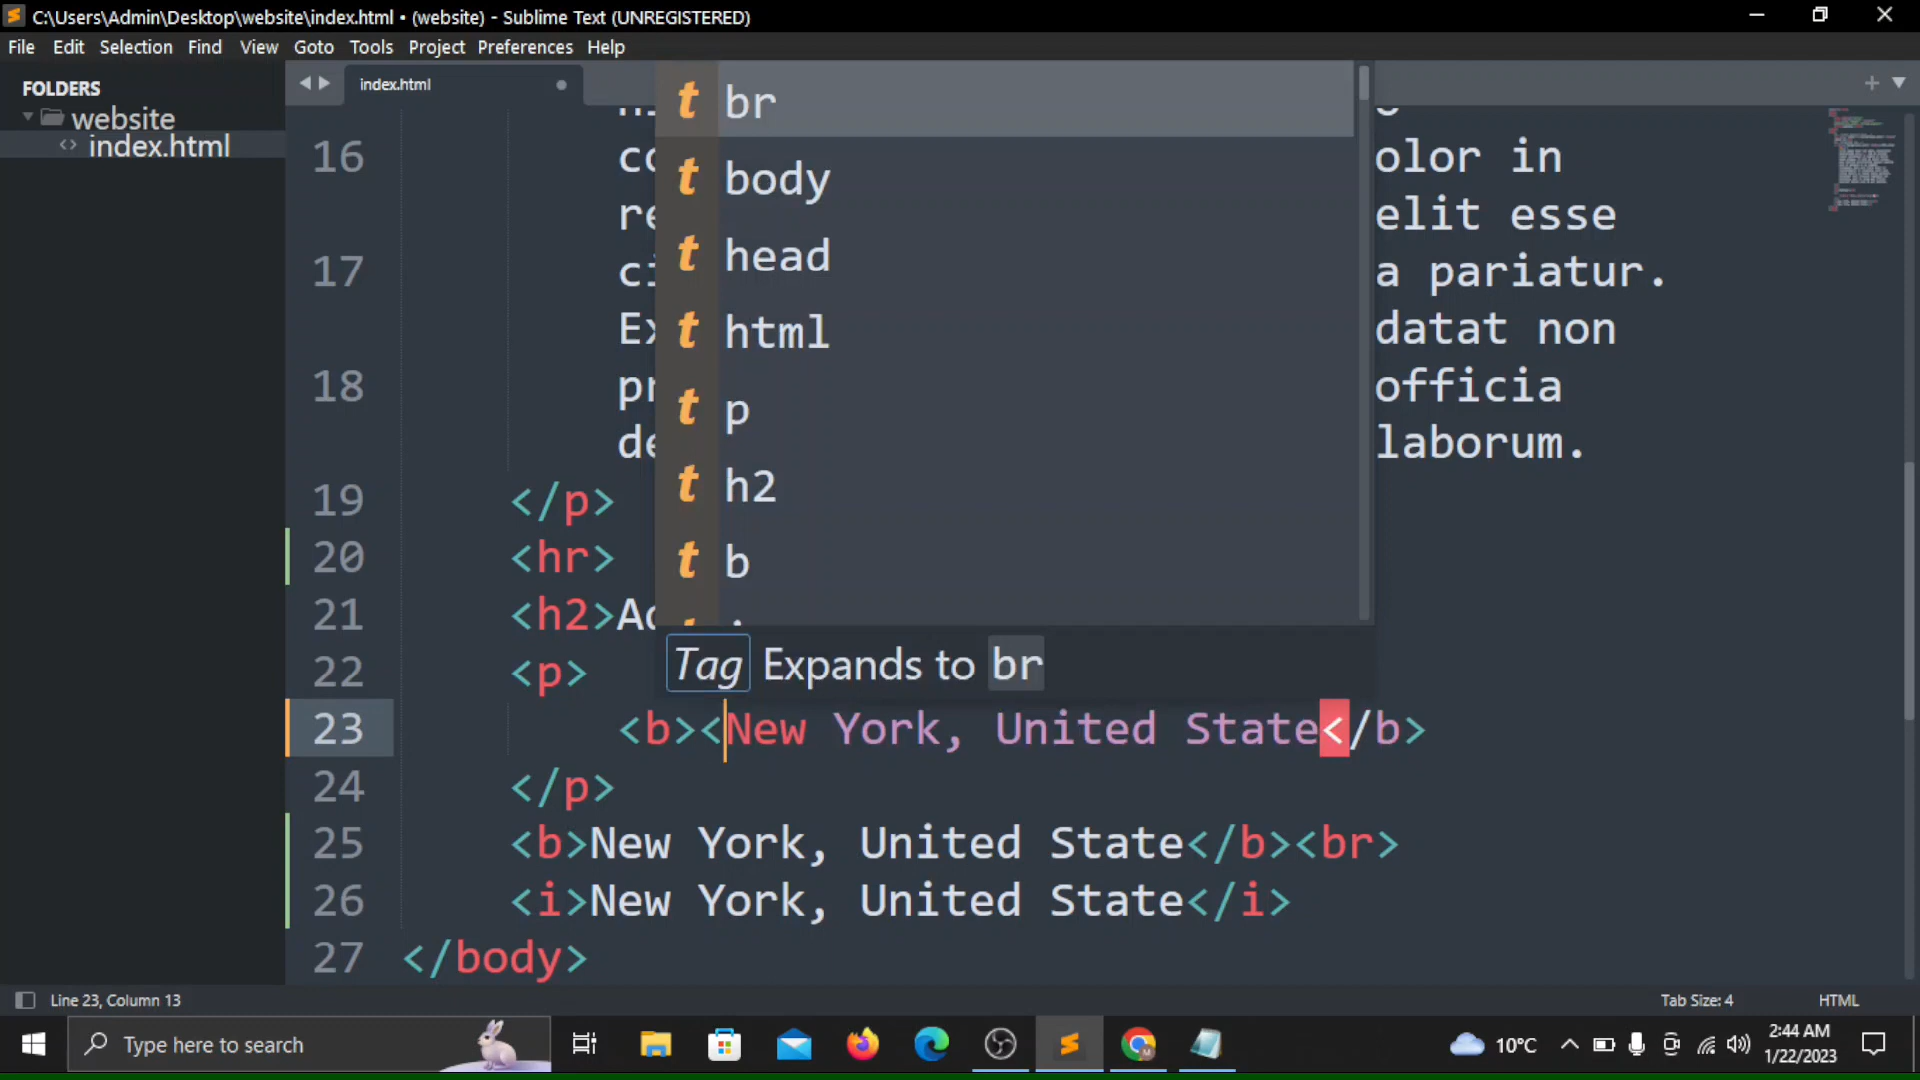 C:\Users\Admin\Desktop\website\index.html • (website) - Sublime Text (UNREGISTERED)
File Edit Selection Find View Goto Tools Project Preferences Help
FOLDERS
website
index.html
index.html
br
body
head
html
p
h2
b
Tag Expands to br
16 olor in
elit esse
17 a pariatur.
datat non
18 officia
laborum.
19 </p>
20 <hr>
21 <h2>
22 <p>
23 <b><New York, United State</b>
24 </p>
25 <b>New York, United State</b><br>
26 <i>New York, United State</i>
27 </body>
Line 23, Column 13 Tab Size: 4 HTML
Type here to search
10°C
2:44 AM
1/22/2023